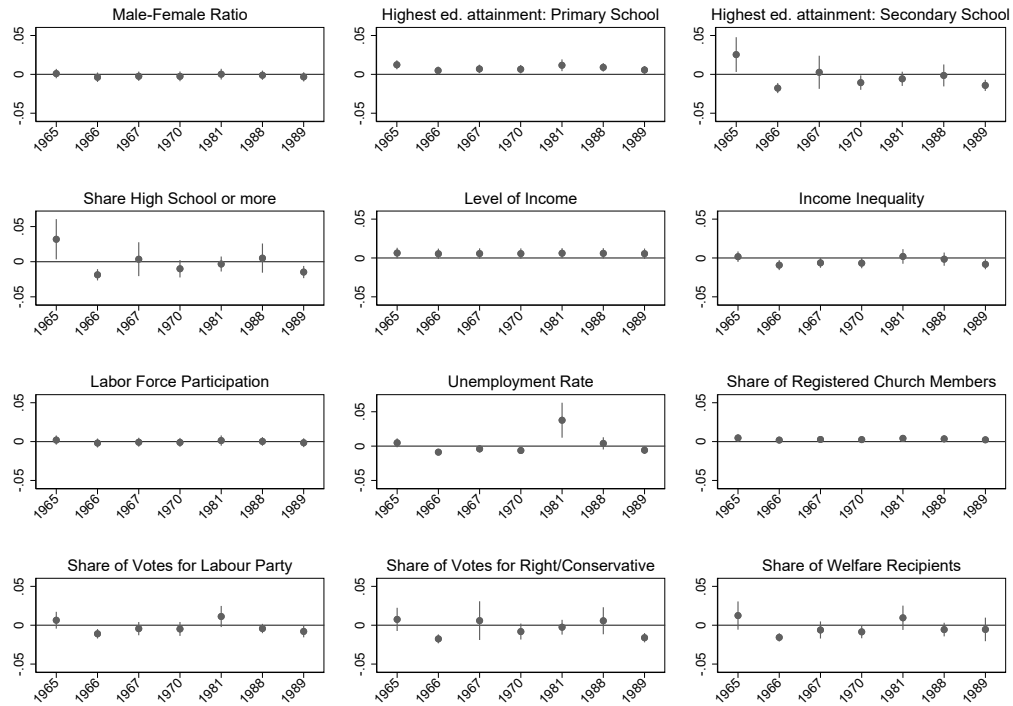 Male-Female Ratio
.05
0
-.05
1965 1966 1967 1970 1981 1988 1989
Highest ed. attainment: Primary School
.05
0
-.05
1965 1966 1967 1970 1981 1988 1989
Highest ed. attainment: Secondary School
.05
0
-.05
1965 1966 1967 1970 1981 1988 1989
Share High School or more
.05
0
-.05
1965 1966 1967 1970 1981 1988 1989
Level of Income
.05
0
-.05
1965 1966 1967 1970 1981 1988 1989
Income Inequality
.05
0
-.05
1965 1966 1967 1970 1981 1988 1989
Labor Force Participation
.05
0
-.05
1965 1966 1967 1970 1981 1988 1989
Unemployment Rate
.05
0
-.05
1965 1966 1967 1970 1981 1988 1989
Share of Registered Church Members
.05
0
-.05
1965 1966 1967 1970 1981 1988 1989
Share of Votes for Labour Party
.05
0
-.05
1965 1966 1967 1970 1981 1988 1989
Share of Votes for Right/Conservative
.05
0
-.05
1965 1966 1967 1970 1981 1988 1989
Share of Welfare Recipients
.05
0
-.05
1965 1966 1967 1970 1981 1988 1989